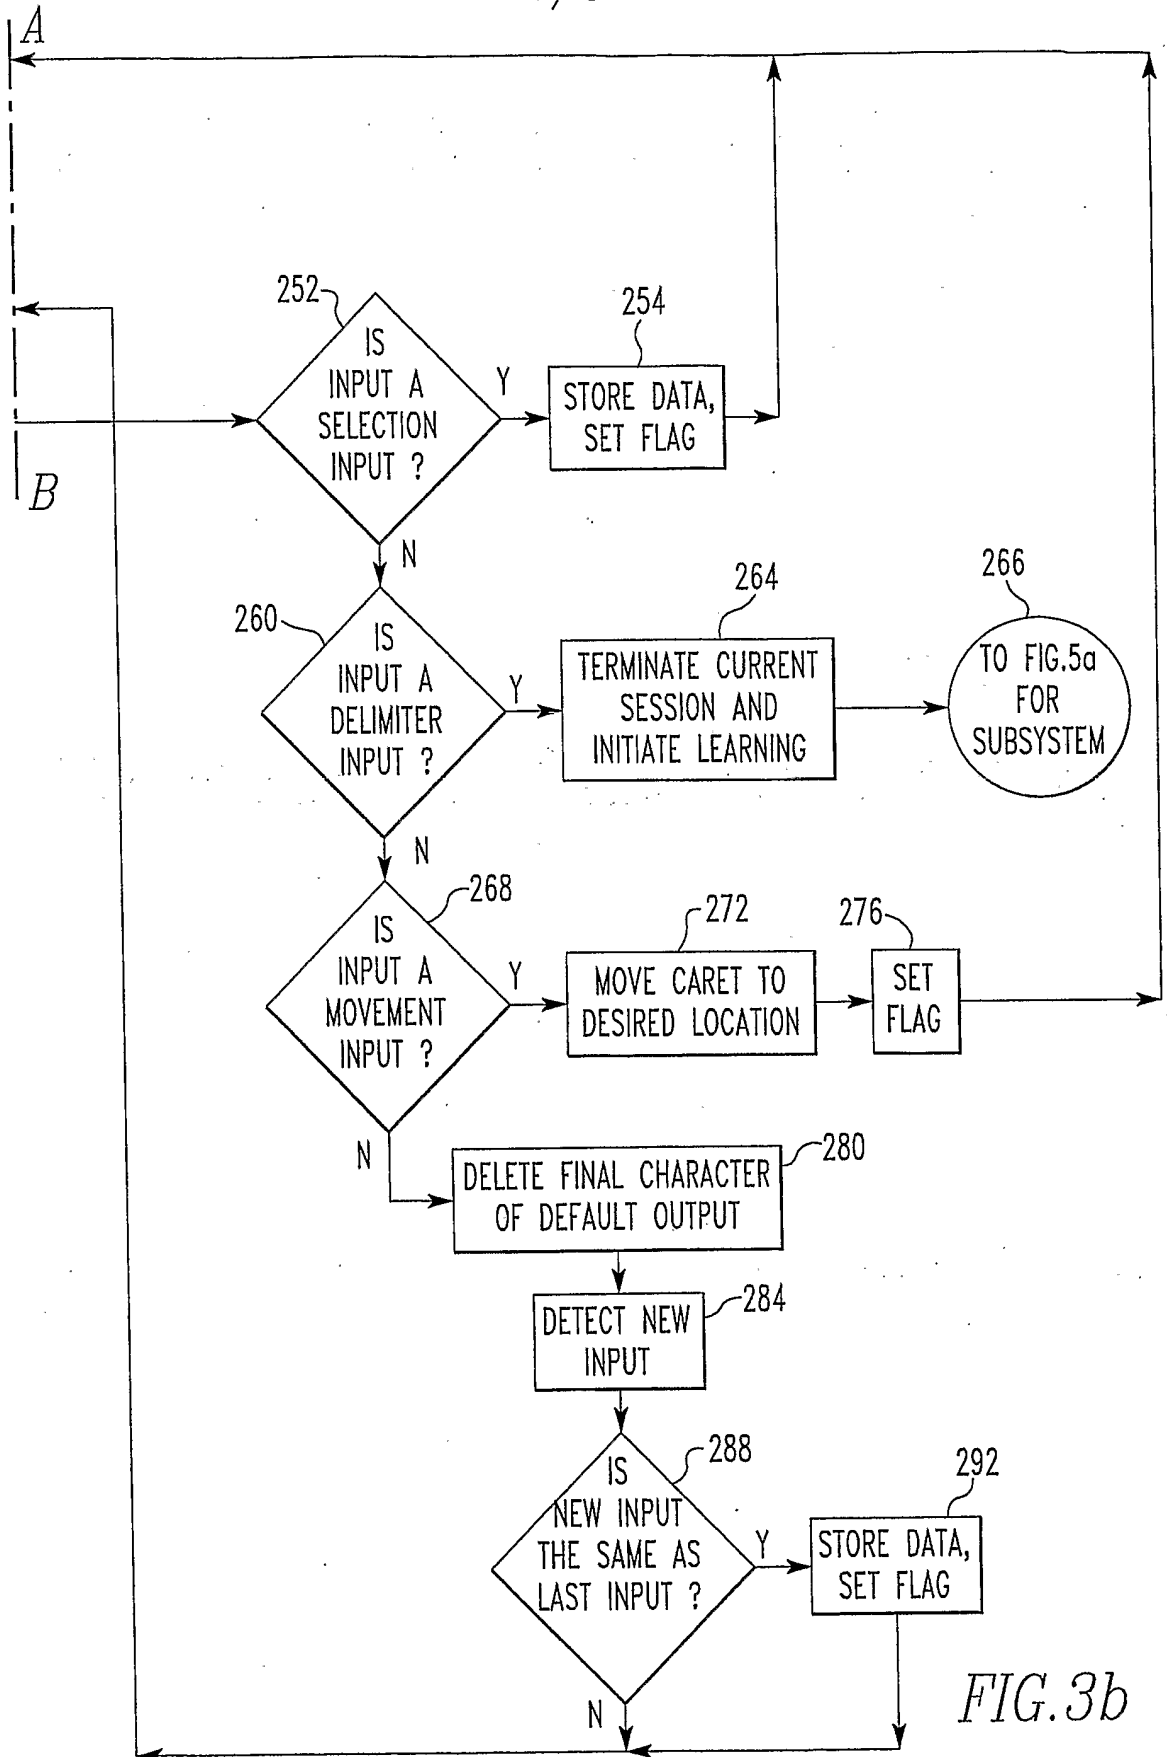 A
252
254
IS
INPUT A
SELECTION
INPUT ?
Y
STORE DATA,
SET FLAG
B
N
260
264
266
IS
INPUT A
DELIMITER
INPUT ?
Y
TERMINATE CURRENT
SESSION AND
INITIATE LEARNING
TO FIG.5a
FOR
SUBSYSTEM
N
268
272
276
IS
INPUT A
MOVEMENT
INPUT ?
Y
MOVE CARET TO
DESIRED LOCATION
SET
FLAG
N
280
DELETE FINAL CHARACTER
OF DEFAULT OUTPUT
284
DETECT NEW
INPUT
288
292
IS
NEW INPUT
THE SAME AS
LAST INPUT ?
Y
STORE DATA,
SET FLAG
N
FIG.3b